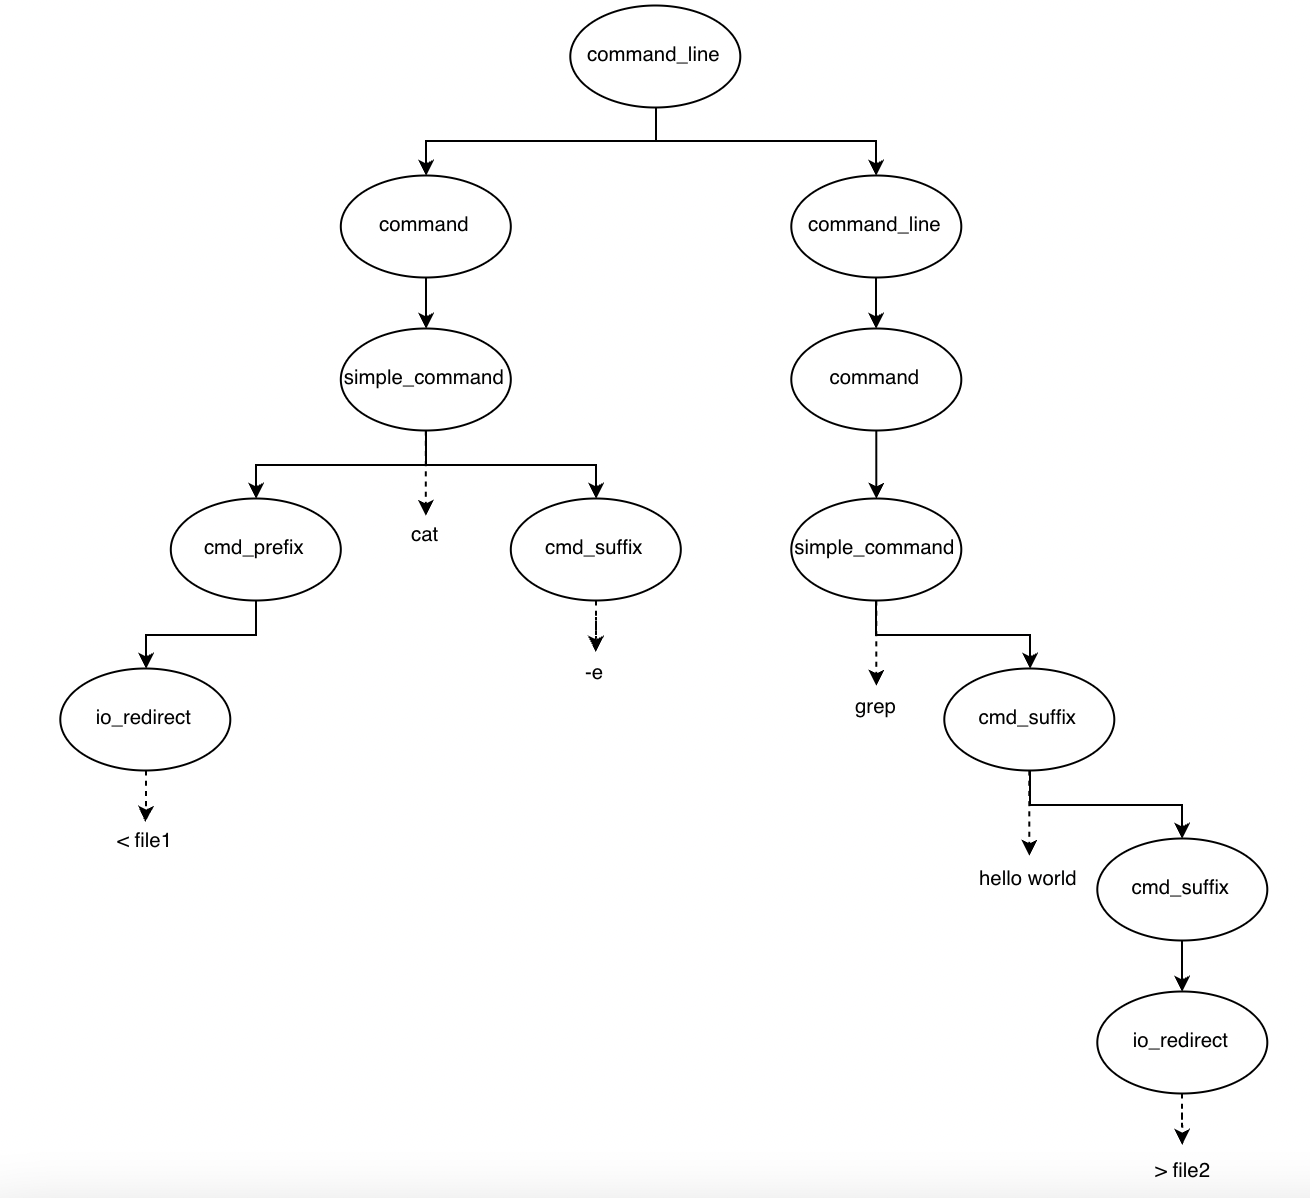 command_line
command
command_line
simple_command
command
cmd_prefix
cat
cmd_suffix
simple_command
-e
io_redirect
grep
cmd_suffix
< file1
hello world
cmd_suffix
io_redirect
> file2